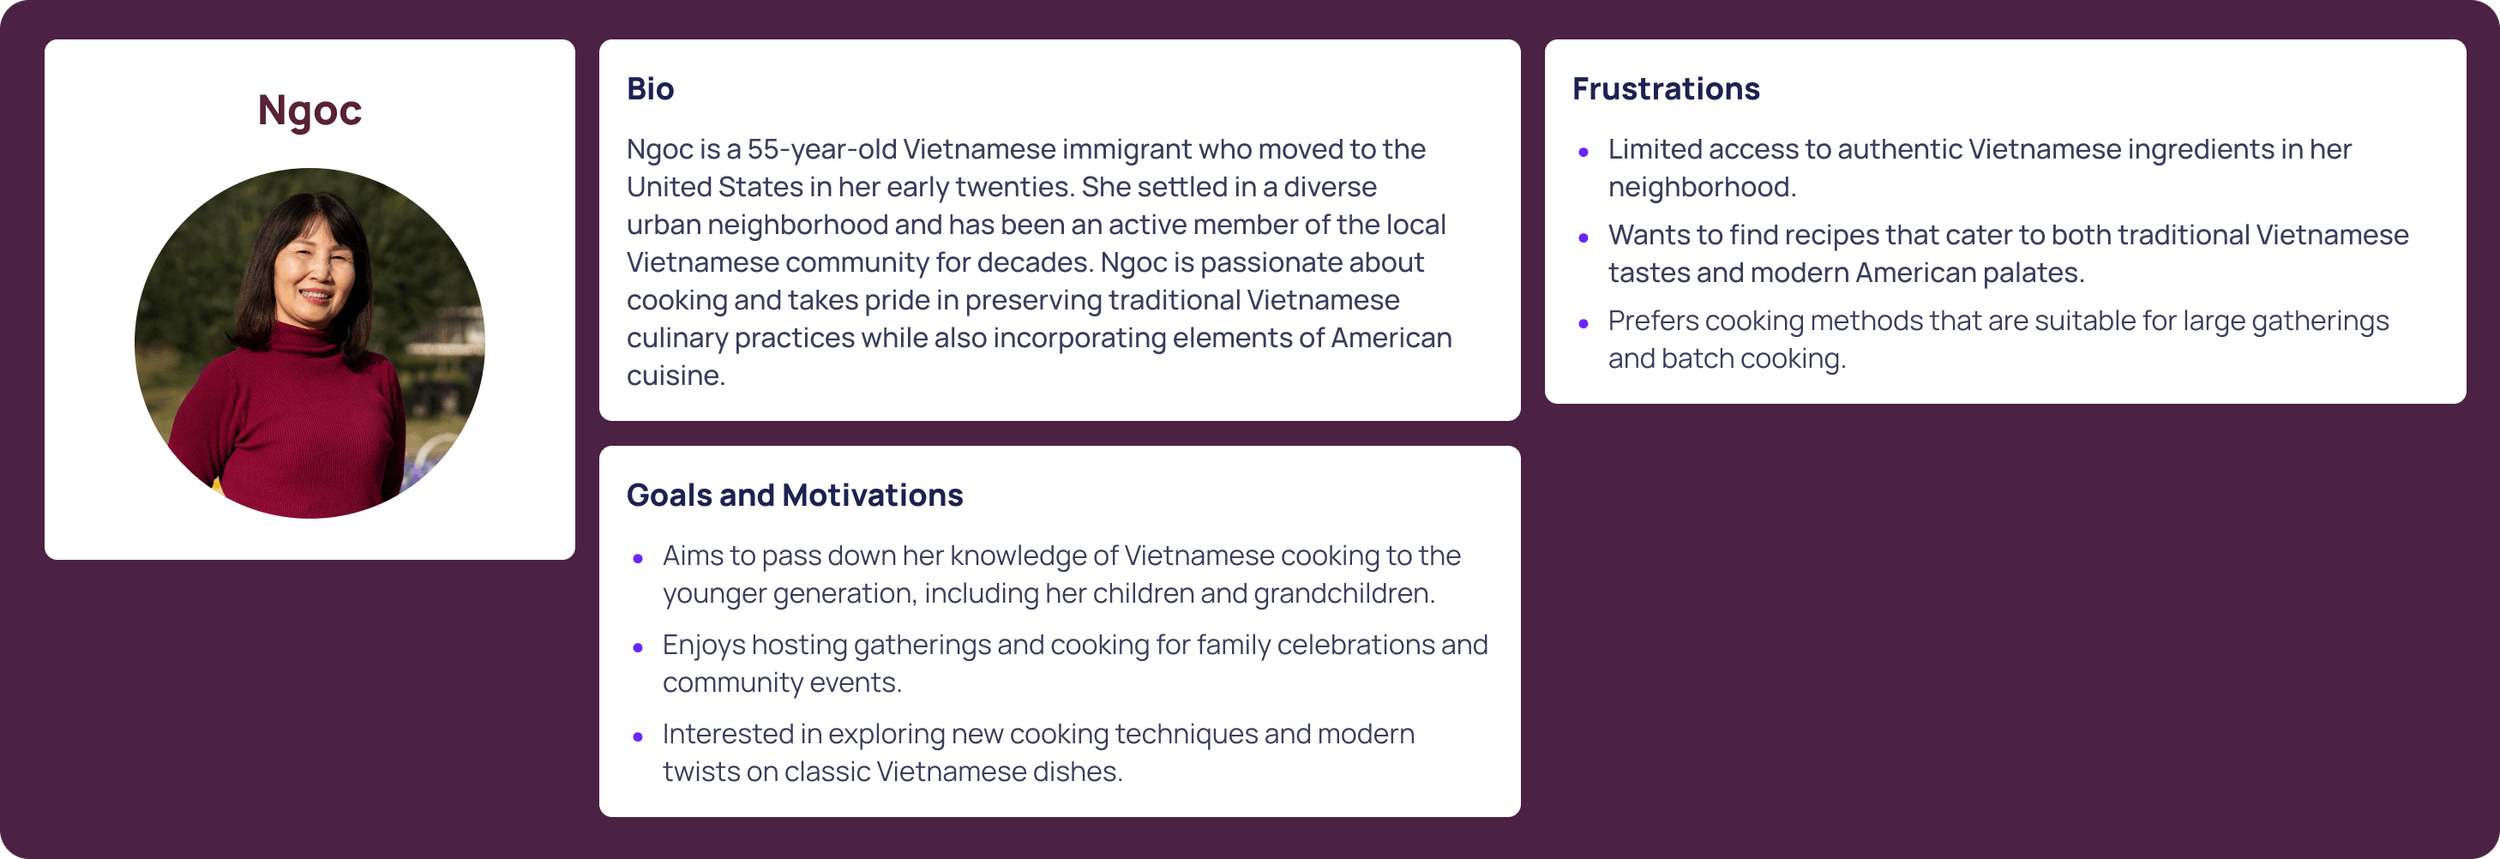 Ngoc
Bio
Ngoc is a 55-year-old Vietnamese immigrant who moved to the
United States in her early twenties. She settled in a diverse
urban neighborhood and has been an active member of the local
Vietnamese community for decades. Ngoc is passionate about
cooking and takes pride in preserving traditional Vietnamese
culinary practices while also incorporating elements of American
cuisine.
Goals and Motivations
• Aims to pass down her knowledge of Vietnamese cooking to the
younger generation, including her children and grandchildren.
• Enjoys hosting gatherings and cooking for family celebrations and
community events.
• Interested in exploring new cooking techniques and modern
twists on classic Vietnamese dishes.
Frustrations
• Limited access to authentic Vietnamese ingredients in her
neighborhood.
• Wants to find recipes that cater to both traditional Vietnamese
tastes and modern American palates.
• Prefers cooking methods that are suitable for large gatherings
and batch cooking.